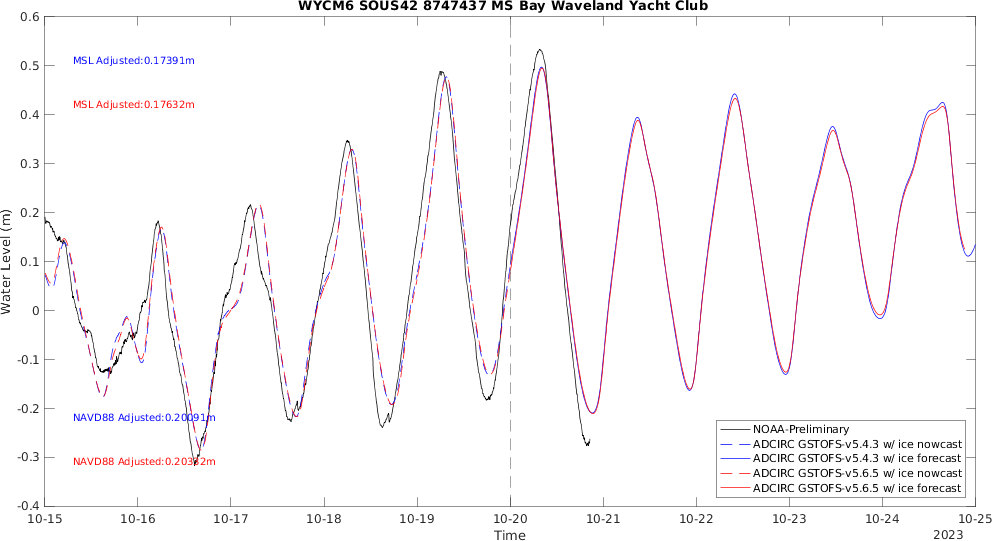 WYCM6 SOUS42 8747437 MS Bay Waveland Yacht Club
0.6
0.5
0.4
0.3
0.2
0.1
0
-0.1
-0.2
-0.3
-0.4
Water Level (m)
MSL Adjusted:0.17391m
MSL Adjusted:0.17632m
NAVD88 Adjusted:0.20091m
NAVD88 Adjusted:0.20332m
NOAA-Preliminary
ADCIRC GSTOFS-v5.4.3 w/ ice nowcast
ADCIRC GSTOFS-v5.4.3 w/ ice forecast
ADCIRC GSTOFS-v5.6.5 w/ ice nowcast
ADCIRC GSTOFS-v5.6.5 w/ ice forecast
10-15 10-16 10-17 10-18 10-19 10-20 10-21 10-22 10-23 10-24 10-25
Time
2023